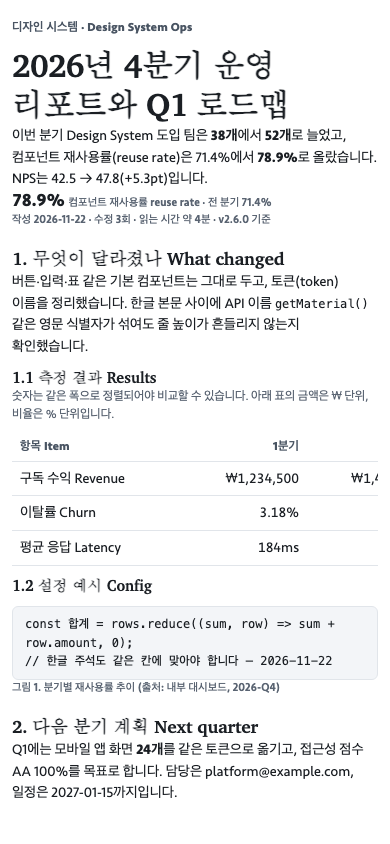 디자인 시스템 · Design System Ops
2026년 4분기 운영
리포트와 Q1 로드맵
이번 분기 Design System 도입 팀은 38개에서 52개로 늘었고,
컴포넌트 재사용률(reuse rate)은 71.4%에서 78.9%로 올랐습니다.
NPS는 42.5 → 47.8(+5.3pt)입니다.
78.9% 컴포넌트 재사용률 reuse rate · 전 분기 71.4%
작성 2026-11-22 · 수정 3회 · 읽는 시간 약 4분 · v2.6.0 기준
1. 무엇이 달라졌나 What changed
버튼·입력·표 같은 기본 컴포넌트는 그대로 두고, 토큰(token)
이름을 정리했습니다. 한글 본문 사이에 API 이름 getMaterial()
같은 영문 식별자가 섞여도 줄 높이가 흔들리지 않는지
확인했습니다.
1.1 측정 결과 Results
숫자는 같은 폭으로 정렬되어야 비교할 수 있습니다. 아래 표의 금액은 ₩ 단위,
비율은 % 단위입니다.
항목 Item 1분기
구독 수익 Revenue ₩1,234,500 ₩1,4
이탈률 Churn 3.18%
평균 응답 Latency 184ms
1.2 설정 예시 Config
const 합계 = rows.reduce((sum, row) => sum +
row.amount, 0);
// 한글 주석도 같은 칸에 맞아야 합니다 — 2026-11-22
그림 1. 분기별 재사용률 추이 (출처: 내부 대시보드, 2026-Q4)
2. 다음 분기 계획 Next quarter
Q1에는 모바일 앱 화면 24개를 같은 토큰으로 옮기고, 접근성 점수
AA 100%를 목표로 합니다. 담당은 platform@example.com,
일정은 2027-01-15까지입니다.